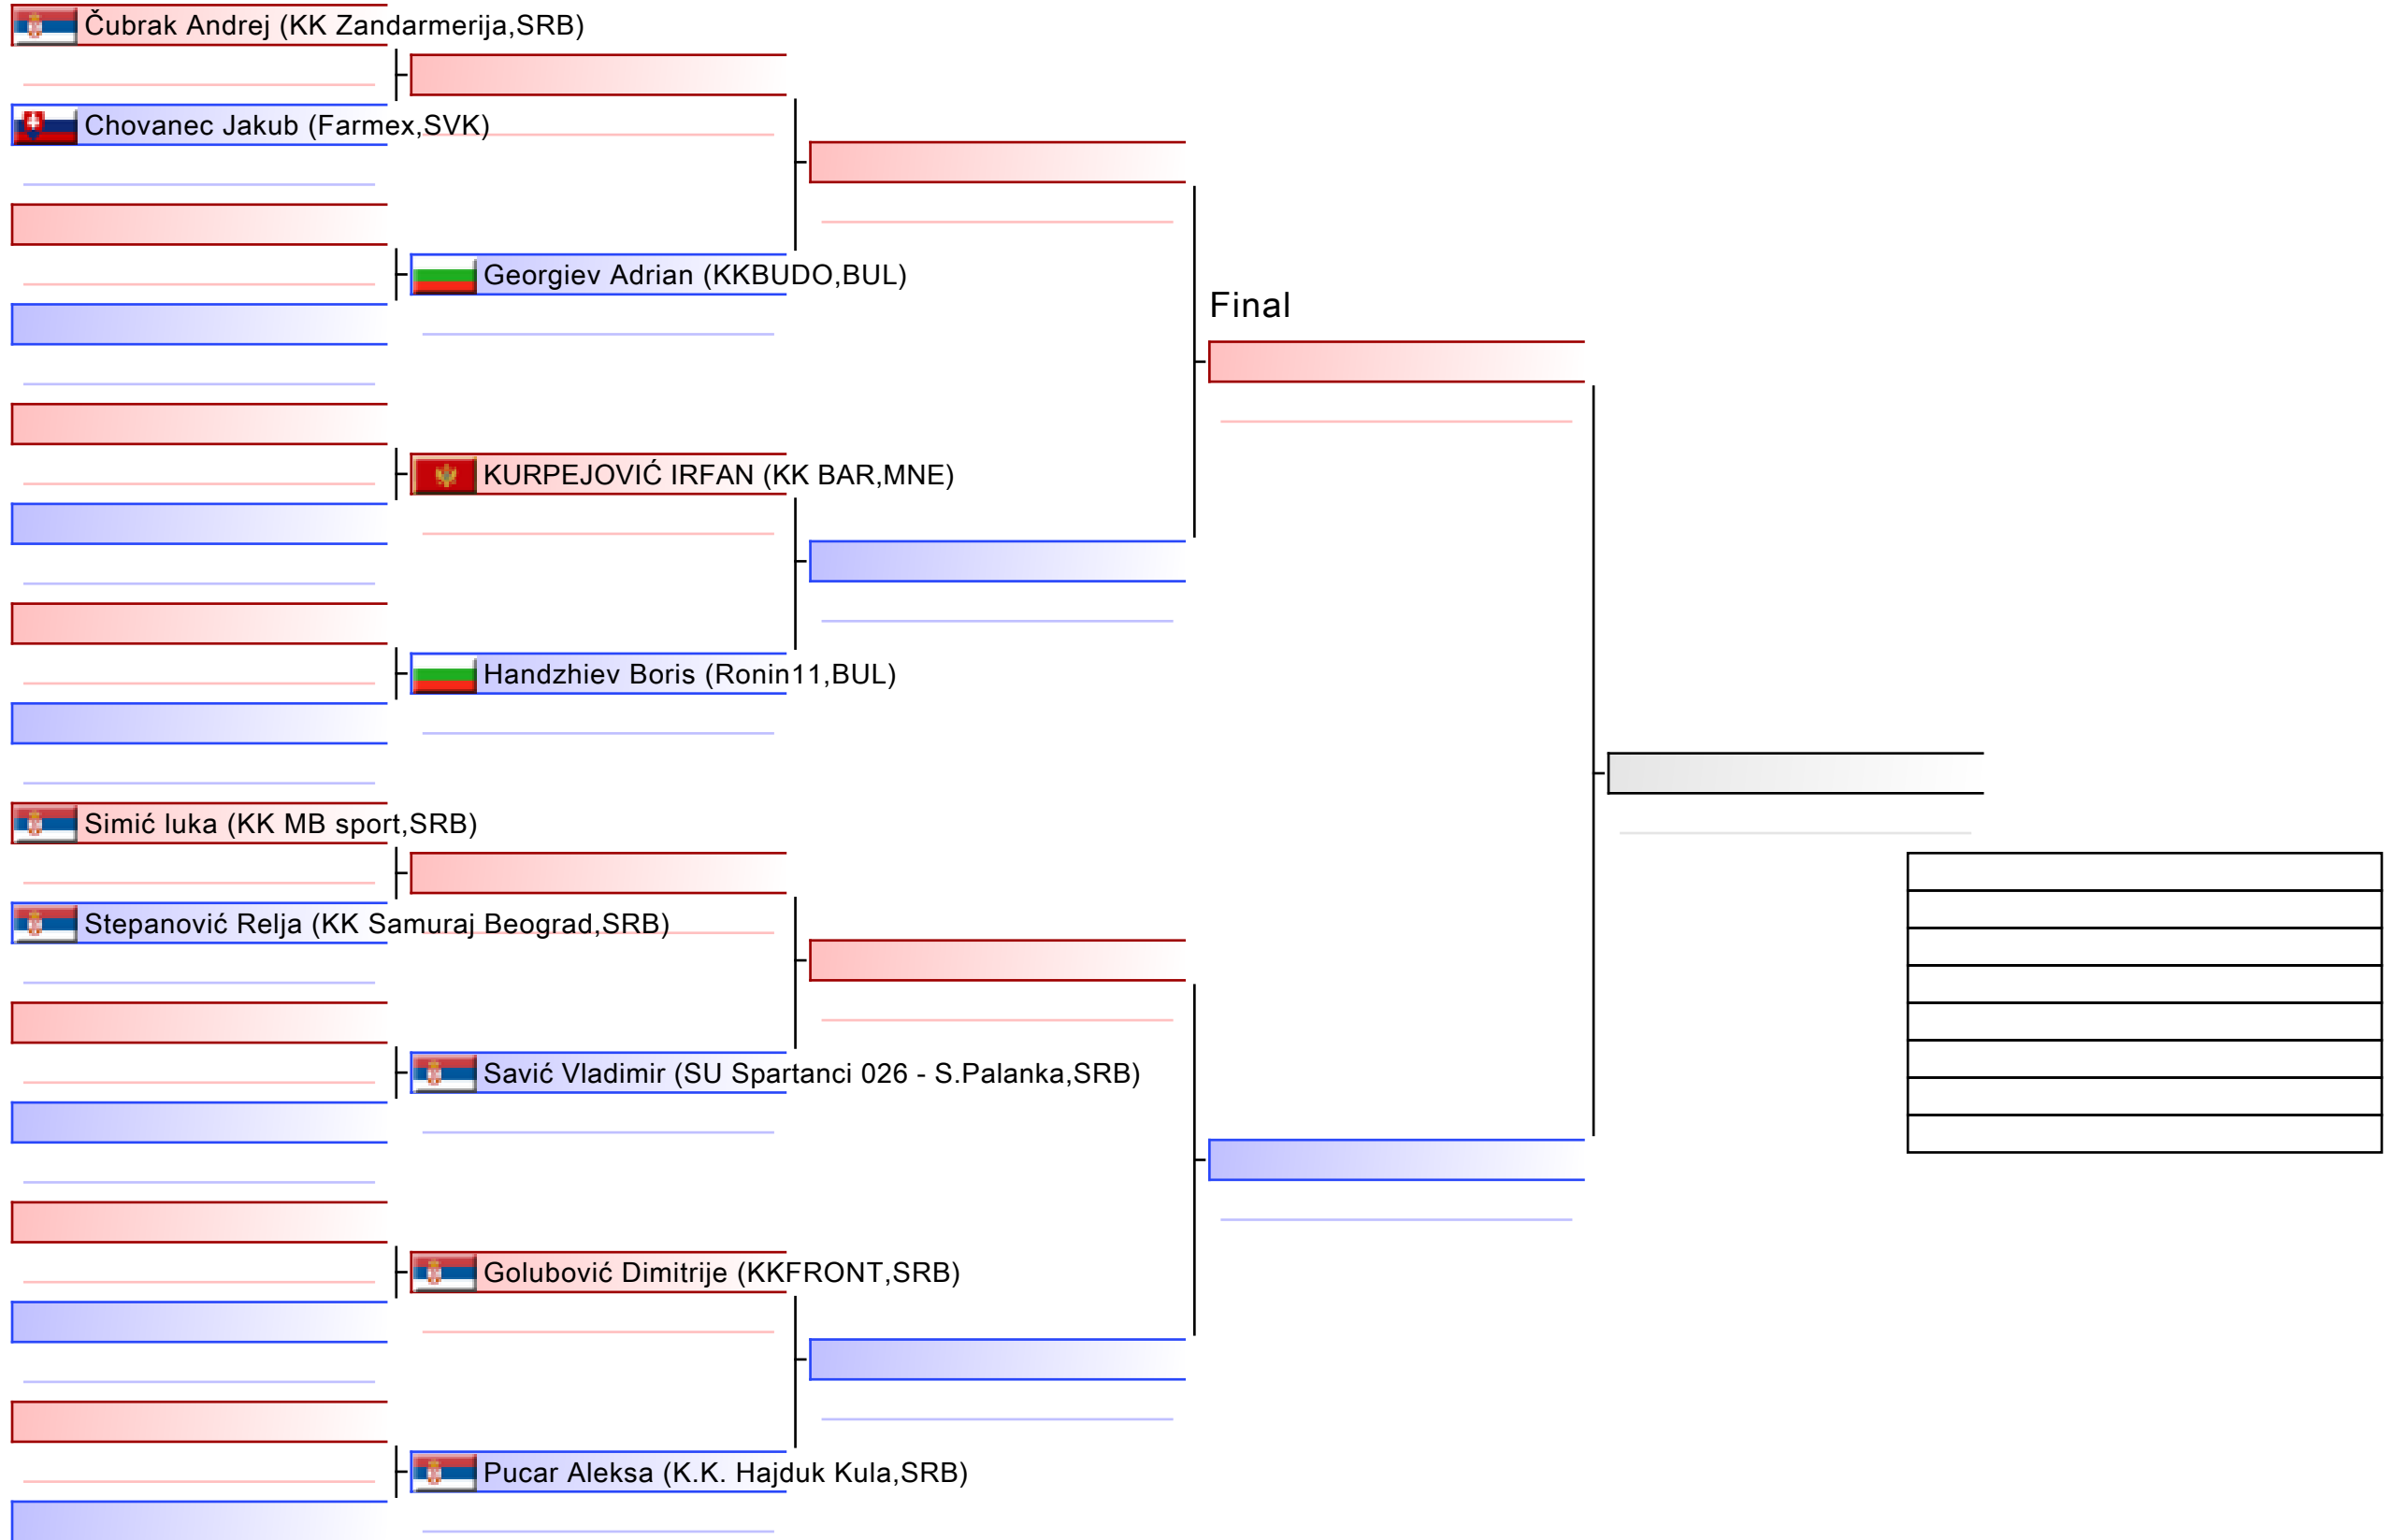 Čubrak Andrej (KK Zandarmerija,SRB)
Chovanec Jakub (Farmex,SVK)
Georgiev Adrian (KKBUDO,BUL)
Final
KURPEJOVIĆ IRFAN (KK BAR,MNE)
Handzhiev Boris (Ronin11,BUL)
Simić luka (KK MB sport,SRB)
Stepanović Relja (KK Samuraj Beograd,SRB)
Savić Vladimir (SU Spartanci 026 - S.Palanka,SRB)
Golubović Dimitrije (KKFRONT,SRB)
Pucar Aleksa (K.K. Hajduk Kula,SRB)